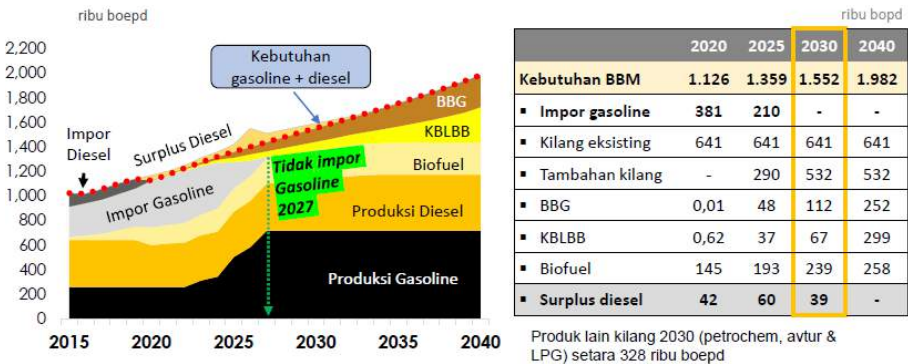 ribu boepd
2,200
2,000
1,800
1,600
1,400
1,200
1,000
800
600
400
200
0
2015 2020 2025 2030 2035 2040
Kebutuhan
gasoline + diesel
Impor
Diesel
Surplus Diesel
Impor Gasoline
Tidak impor
Gasoline
2027
BBG
KBLBB
Biofuel
Produksi Diesel
Produksi Gasoline
ribu bopd
2020 2025 2030 2040
Kebutuhan BBM 1.126 1.359 1.552 1.982
▪ Impor gasoline 381 210 - -
▪ Kilang eksisting 641 641 641 641
▪ Tambahan kilang - 290 532 532
▪ BBG 0,01 48 112 252
▪ KBLBB 0,62 37 67 299
▪ Biofuel 145 193 239 258
▪ Surplus diesel 42 60 39 -
Produk lain kilang 2030 (petrochem, avtur &
LPG) setara 328 ribu boepd